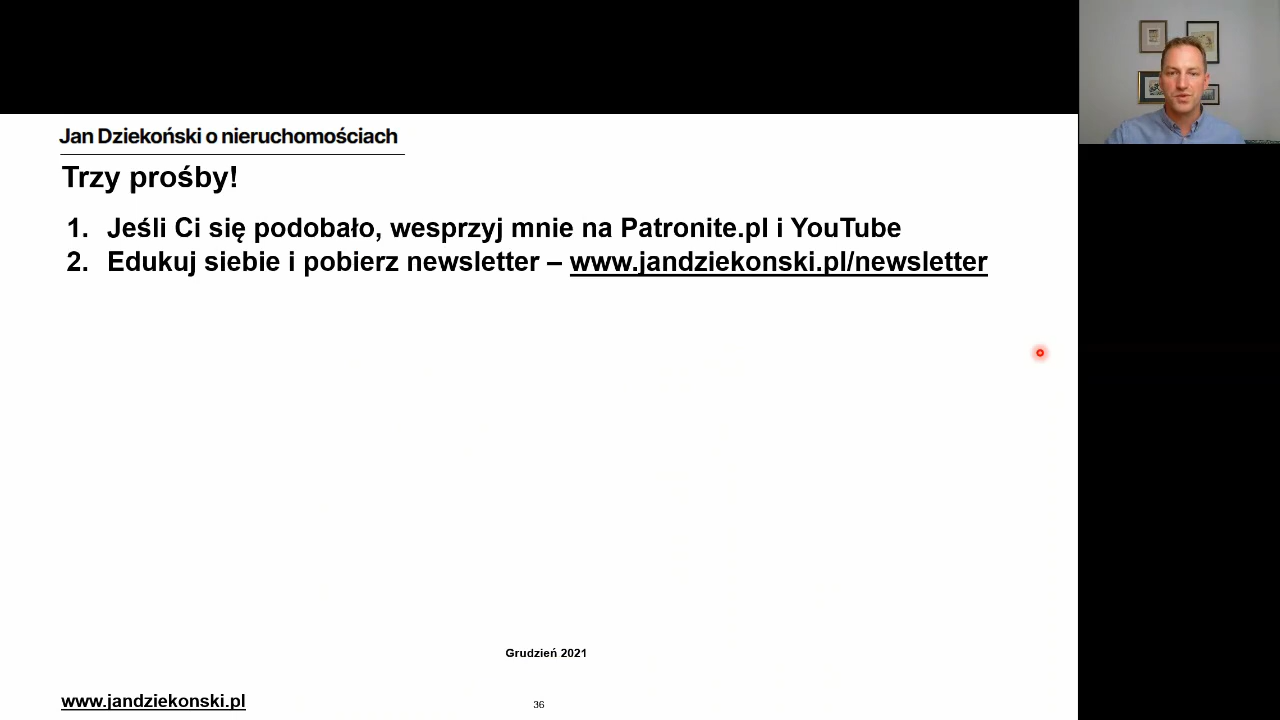 Jan Dziekoński o nieruchomościach
Trzy prośby!
1. Jeśli Ci się podobało, wesprzyj mnie na Patronite.pl i YouTube
2. Edukuj siebie i pobierz newsletter – www.jandziekonski.pl/newsletter
Grudzień 2021
www.jandziekonski.pl
36